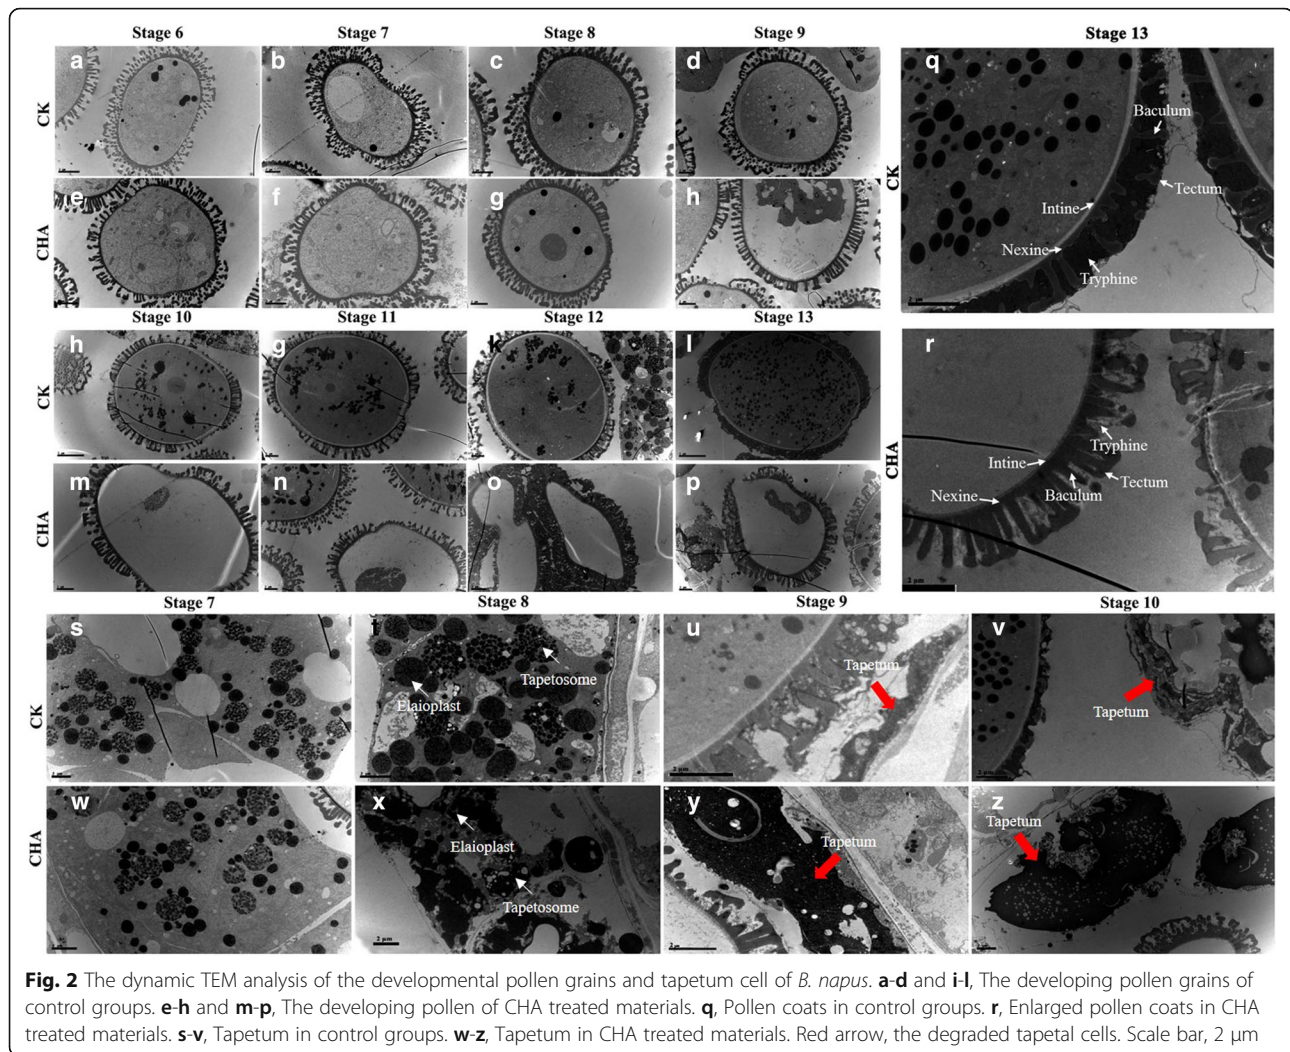 Stage 6 Stage 7 Stage 8 Stage 9 Stage 13
CK a b c d q
Baculum
Tectum
Intine
Nexine
Tryphine
CK
CHA e f g h
Stage 10 Stage 11 Stage 12 Stage 13
CK h g k l r
Tryphine
Intine
Tectum
Nexine
Baculum
CHA
CHA m n o p
2 μm
Stage 7 Stage 8 Stage 9 Stage 10
CK s t u v
Tapetosome
Elaioplast
Tapetum
Tapetum
2 μm
CHA w x y z
Elaioplast
Tapetosome
Tapetum
Tapetum
2 μm
Fig. 2 The dynamic TEM analysis of the developmental pollen grains and tapetum cell of B. napus. a-d and i-l, The developing pollen grains of
control groups. e-h and m-p, The developing pollen of CHA treated materials. q, Pollen coats in control groups. r, Enlarged pollen coats in CHA
treated materials. s-v, Tapetum in control groups. w-z, Tapetum in CHA treated materials. Red arrow, the degraded tapetal cells. Scale bar, 2 μm